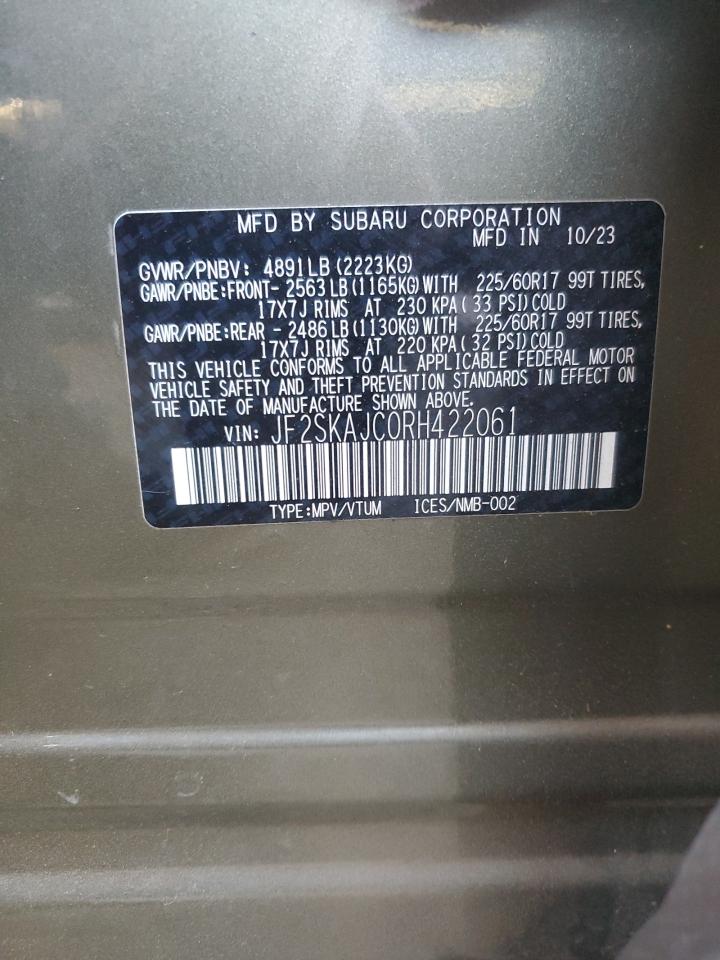 MFD BY SUBARU CORPORATION
MFD IN 10/23
GVWR/PNBV: 4891LB(2223KG)
GAWR/PNBE:FRONT- 2563 LB(1165KG)WITH 225/60R17 99T TIRES,
17X7J RIMS AT 230 KPA( 33 PSI)COLD
GAWR/PNBE:REAR - 2486 LB(1130KG)WITH 225/60R17 99T TIRES,
17X7J RIMS AT 220 KPA( 32 PSI)COLD
THIS VEHICLE CONFORMS TO ALL APPLICABLE FEDERAL MOTOR
VEHICLE SAFETY AND THEFT PREVENTION STANDARDS IN EFFECT ON
THE DATE OF MANUFACTURE SHOWN ABOVE.
VIN: JF2SKAJC0RH422061
TYPE:MPV/VTUM ICES/NMB-002